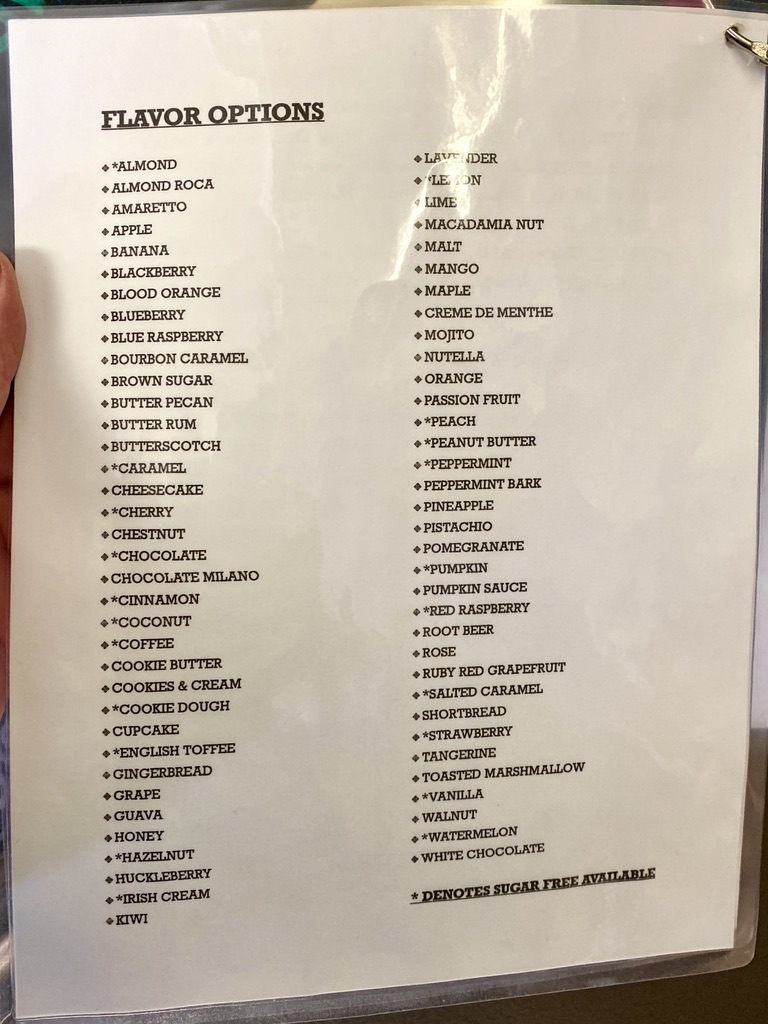 FLAVOR OPTIONS
❖ *ALMOND
❖ ALMOND ROCA
❖ AMARETTO
❖ APPLE
❖ BANANA
❖ BLACKBERRY
❖ BLOOD ORANGE
❖ BLUEBERRY
❖ BLUE RASPBERRY
❖ BOURBON CARAMEL
❖ BROWN SUGAR
❖ BUTTER PECAN
❖ BUTTER RUM
❖ BUTTERSCOTCH
❖ *CARAMEL
❖ CHEESECAKE
❖ *CHERRY
❖ CHESTNUT
❖ *CHOCOLATE
❖ CHOCOLATE MILANO
❖ *CINNAMON
❖ *COCONUT
❖ *COFFEE
❖ COOKIE BUTTER
❖ COOKIES & CREAM
❖ *COOKIE DOUGH
❖ CUPCAKE
❖ *ENGLISH TOFFEE
❖ GINGERBREAD
❖ GRAPE
❖ GUAVA
❖ HONEY
❖ *HAZELNUT
❖ HUCKLEBERRY
❖ *IRISH CREAM
❖ KIWI
❖ LAVENDER
❖ *LEMON
❖ LIME
❖ MACADAMIA NUT
❖ MALT
❖ MANGO
❖ MAPLE
❖ CREME DE MENTHE
❖ MOJITO
❖ NUTELLA
❖ ORANGE
❖ PASSION FRUIT
❖ *PEACH
❖ *PEANUT BUTTER
❖ *PEPPERMINT
❖ PEPPERMINT BARK
❖ PINEAPPLE
❖ PISTACHIO
❖ POMEGRANATE
❖ *PUMPKIN
❖ PUMPKIN SAUCE
❖ *RED RASPBERRY
❖ ROOT BEER
❖ ROSE
❖ RUBY RED GRAPEFRUIT
❖ *SALTED CARAMEL
❖ SHORTBREAD
❖ *STRAWBERRY
❖ TANGERINE
❖ TOASTED MARSHMALLOW
❖ *VANILLA
❖ WALNUT
❖ *WATERMELON
❖ WHITE CHOCOLATE
* DENOTES SUGAR FREE AVAILABLE